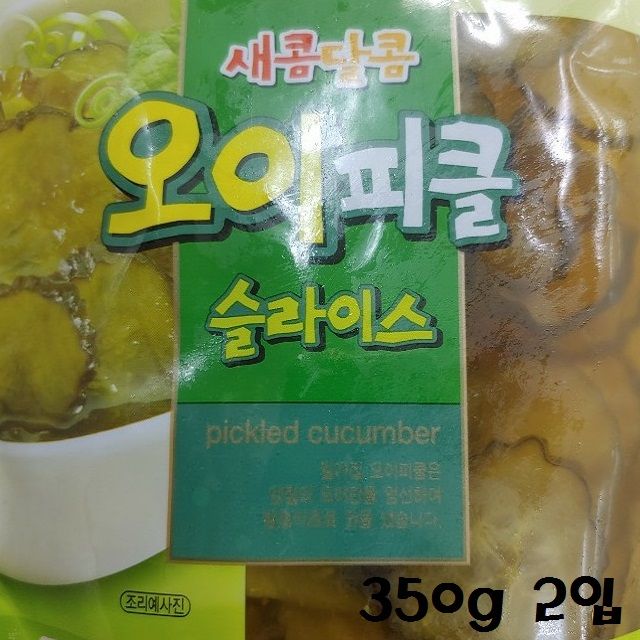 새콤달콤
오이피클
슬라이스
pickled cucumber
오이피클은
조리예사진
350g 2입